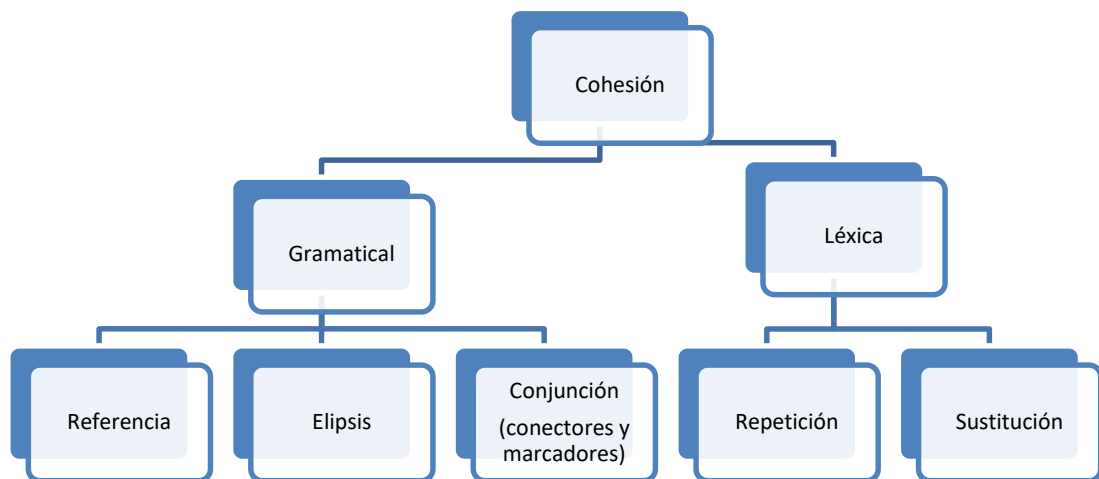 Cohesión
Gramatical
Léxica
Referencia
Elipsis
Conjunción
(conectores y
marcadores)
Repetición
Sustitución